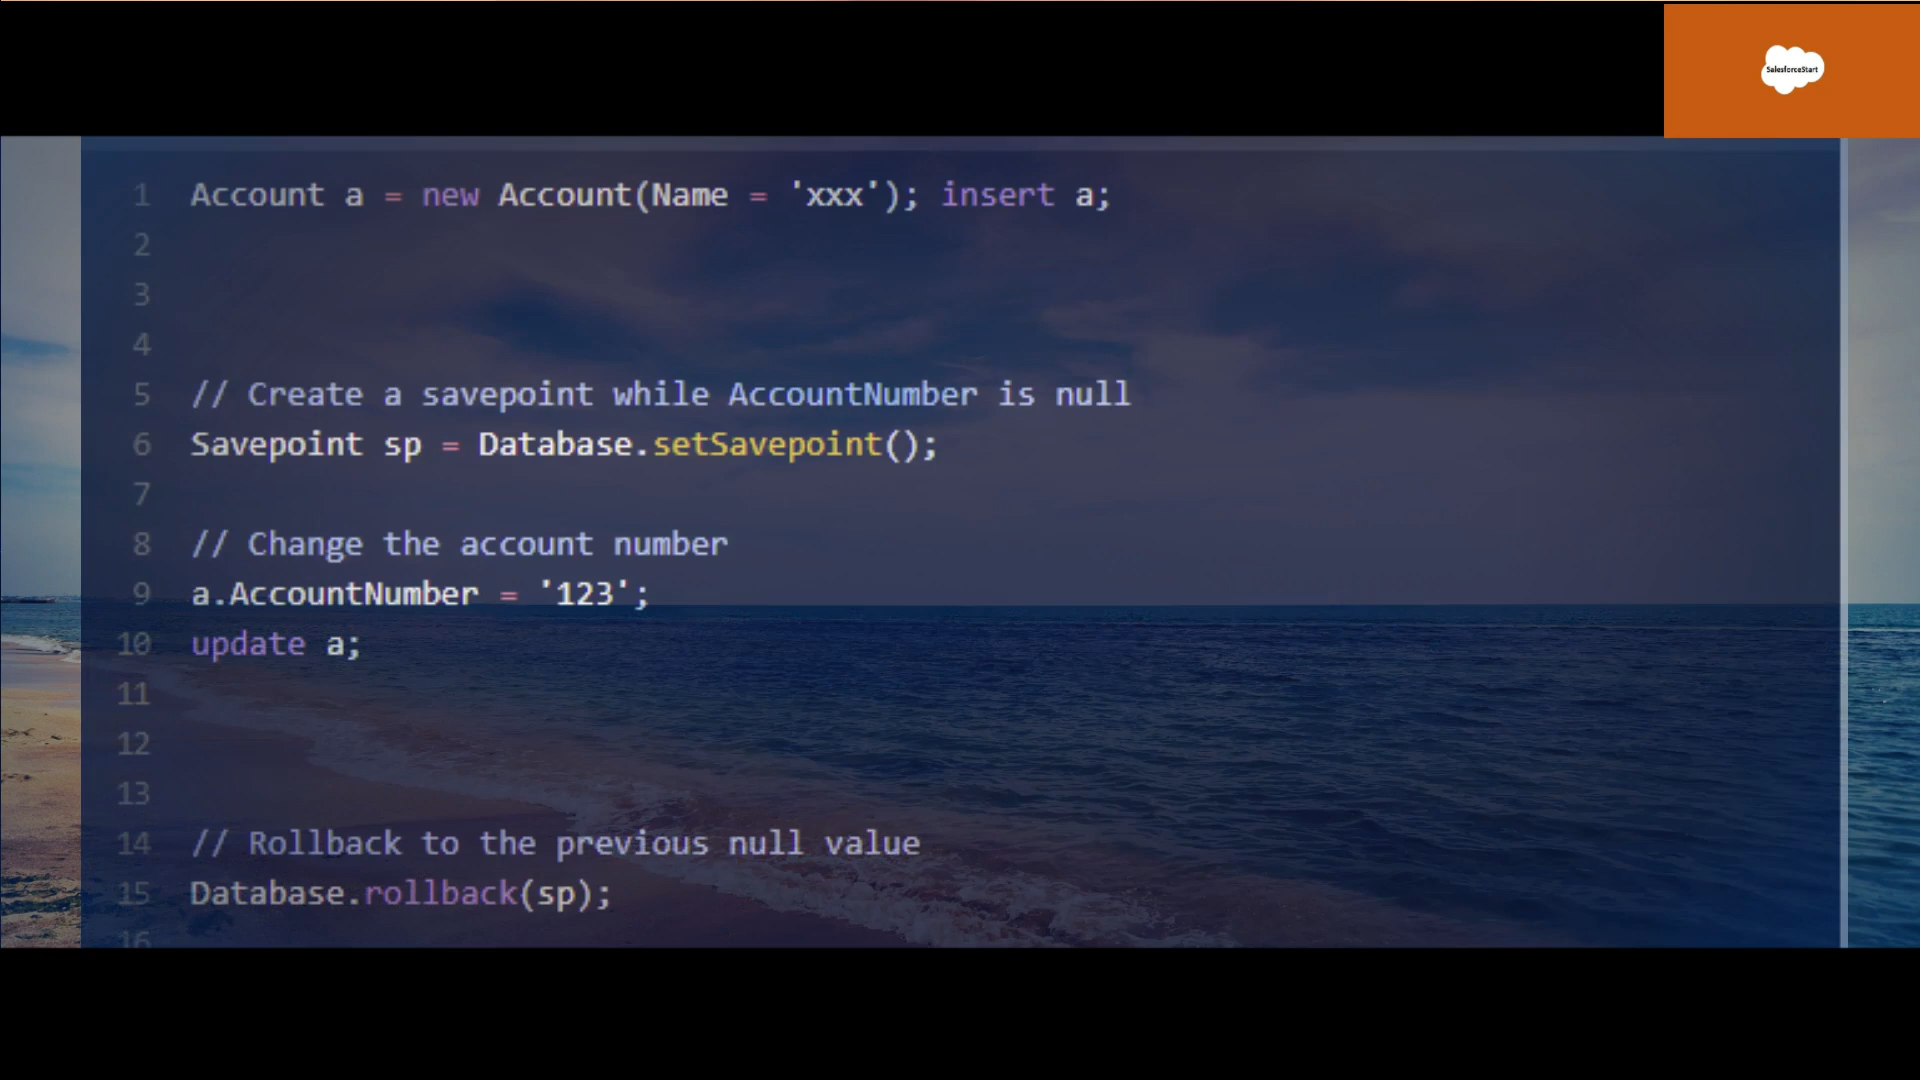 SalesforceStart
1 Account a = new Account(Name = 'xxx'); insert a;
2
3
4
5 // Create a savepoint while AccountNumber is null
6 Savepoint sp = Database.setSavepoint();
7
8 // Change the account number
9 a.AccountNumber = '123';
10 update a;
11
12
13
14 // Rollback to the previous null value
15 Database.rollback(sp);
16